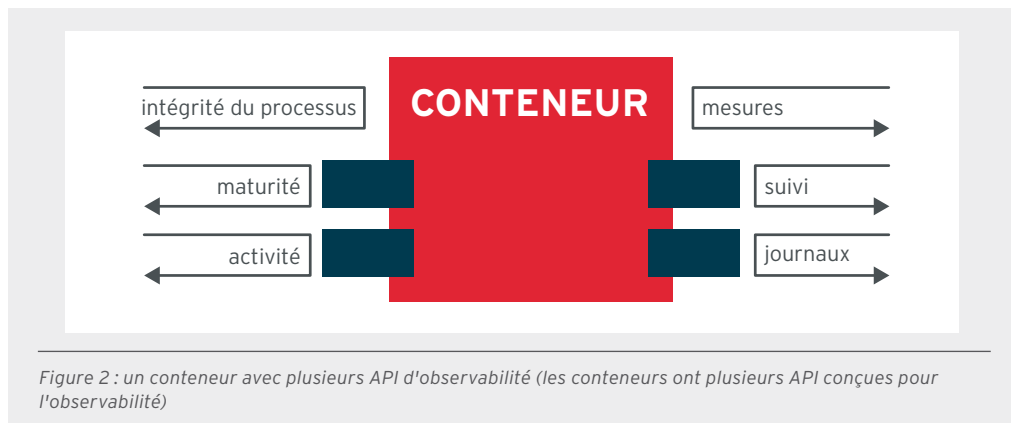 CONTENEUR
intégrité du processus
mesures
maturité
suivi
activité
journaux
Figure 2 : un conteneur avec plusieurs API d'observabilité (les conteneurs ont plusieurs API conçues pour
l'observabilité)